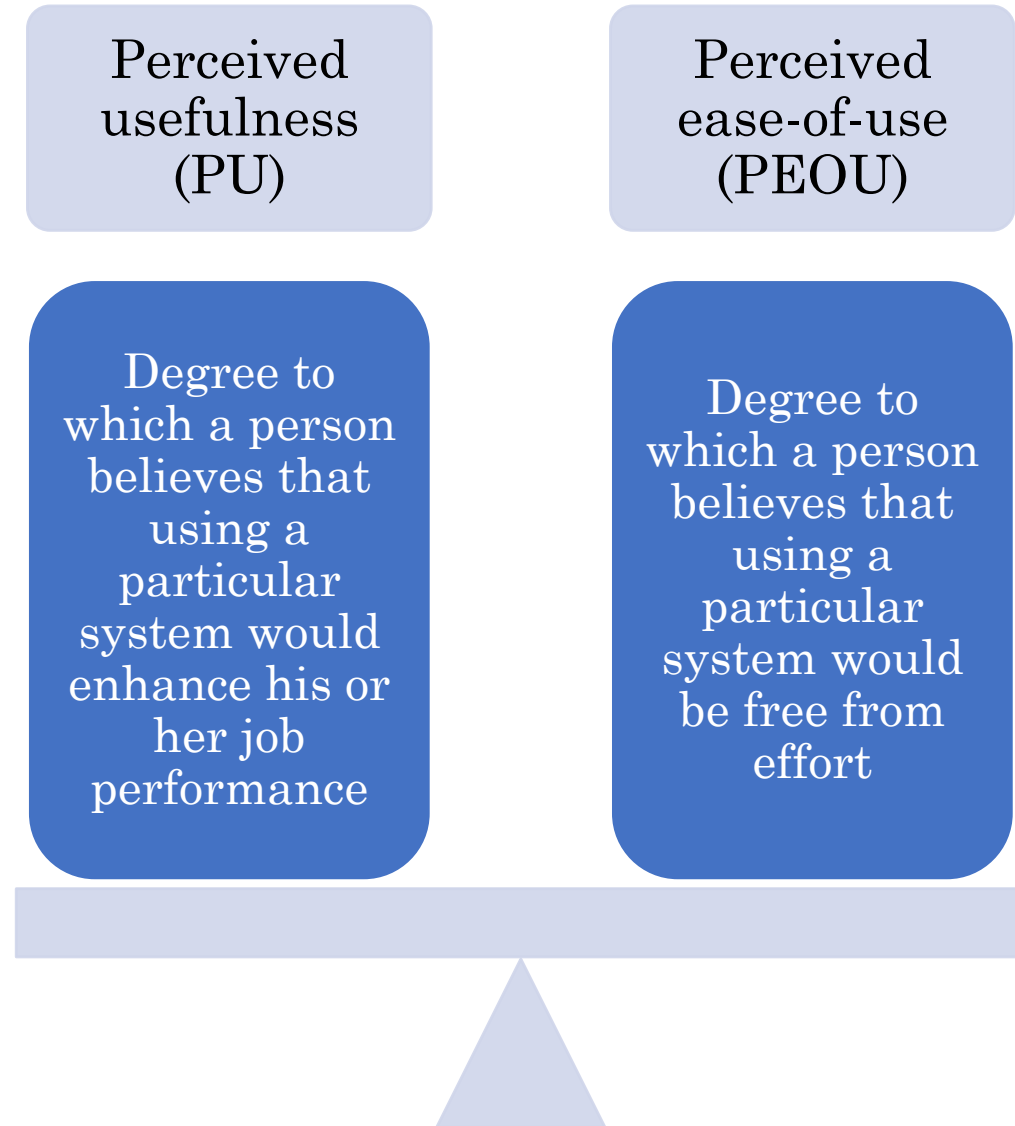 Perceived
usefulness
(PU)
Degree to
which a person
believes that
using a
particular
system would
enhance his or
her job
performance
Perceived
ease-of-use
(PEOU)
Degree to
which a person
believes that
using a
particular
system would
be free from
effort